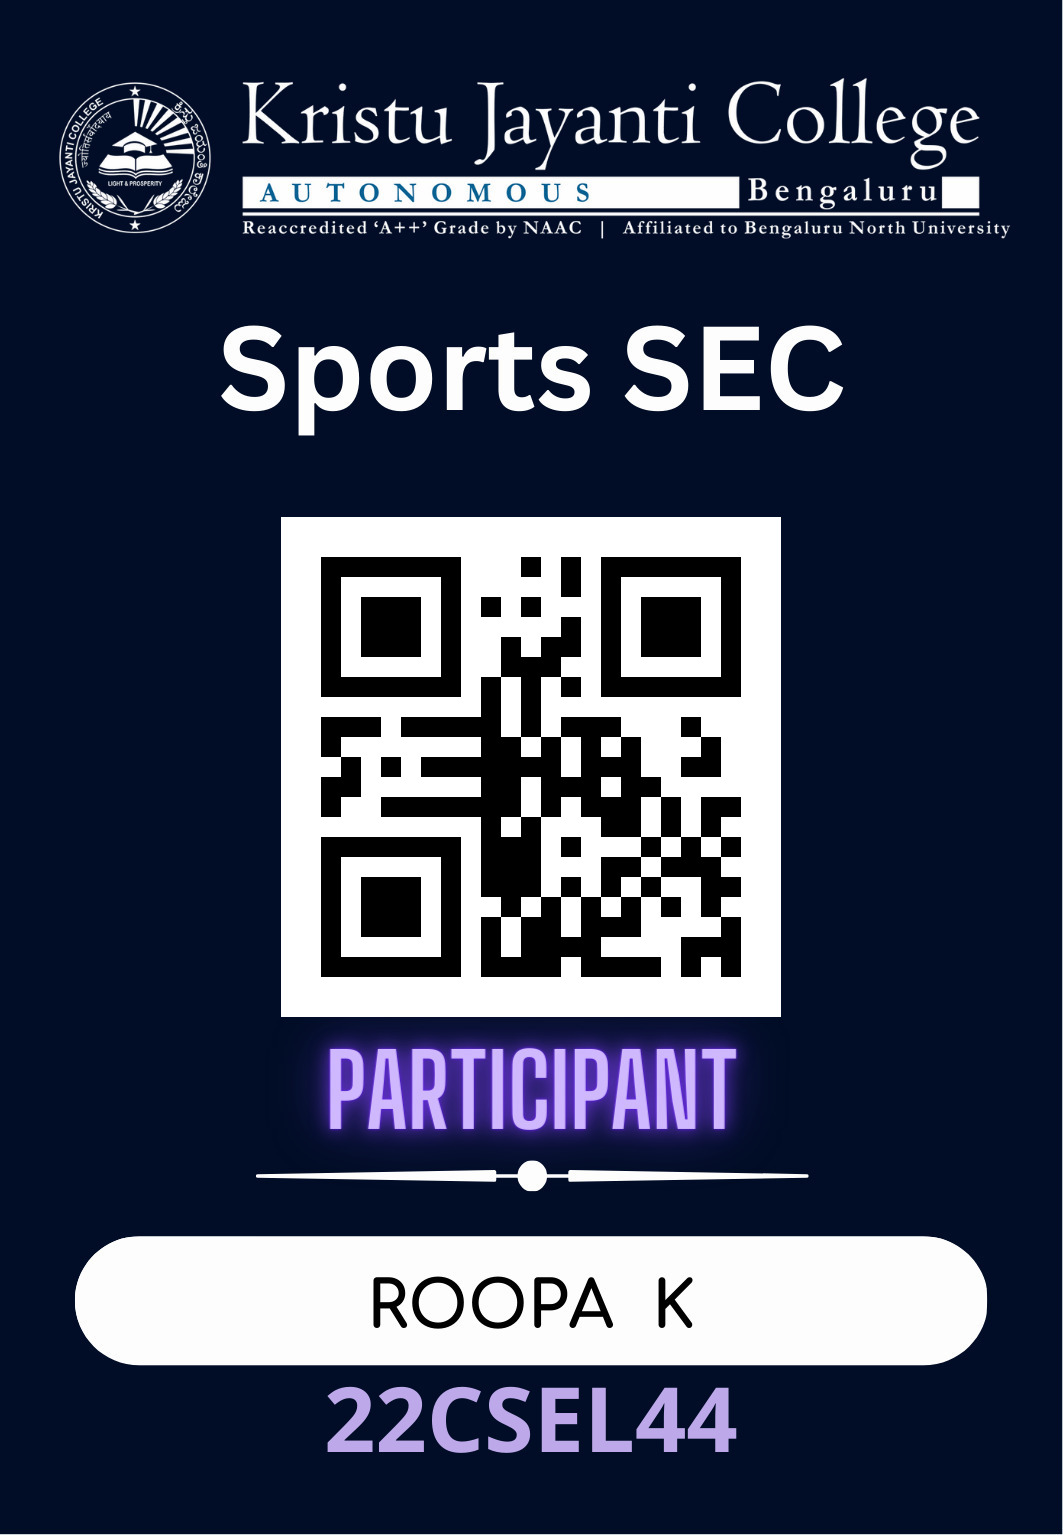 KRISTU JAYANTI COLLEGE
LIGHT & PROSPERITY
Kristu Jayanti College
AUTONOMOUS Bengaluru
Reaccredited ‘A++’ Grade by NAAC | Affiliated to Bengaluru North University
Sports SEC
PARTICIPANT
ROOPA K
22CSEL44